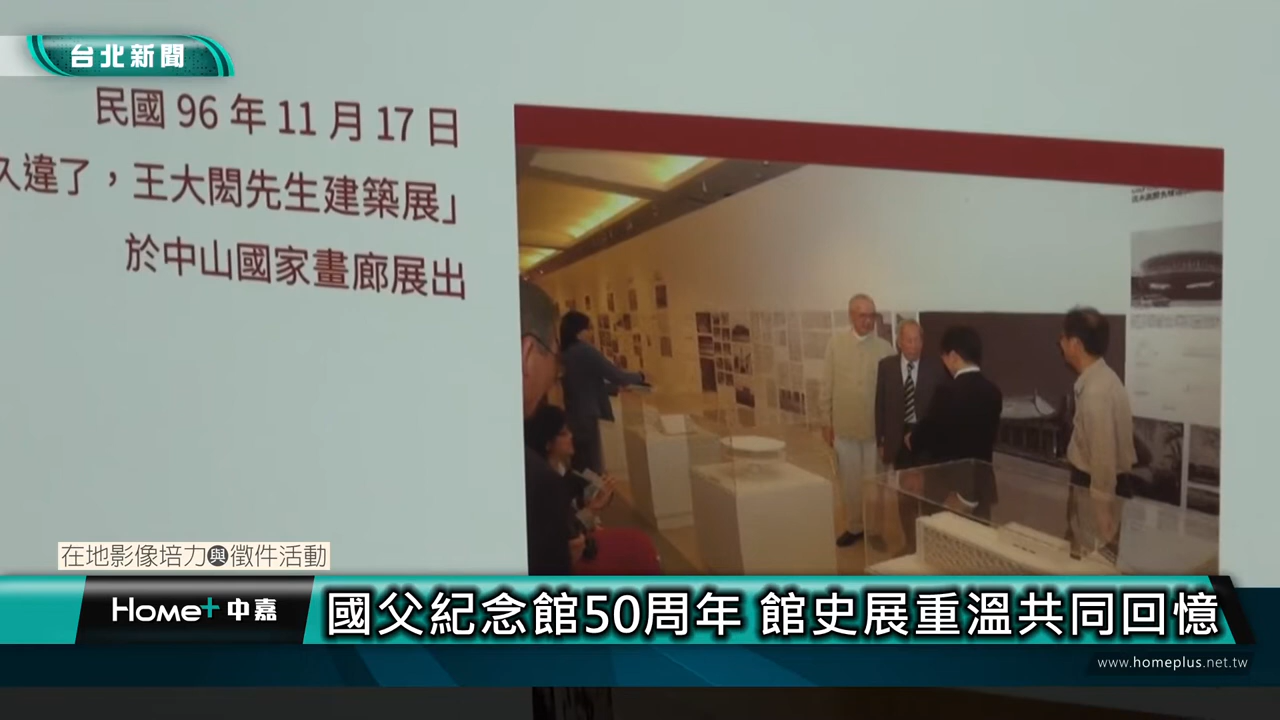 台北新聞
民國 96 年 11 月 17 日
久違了，王大閎先生建築展」
於中山國家畫廊展出
在地影像培力與徵件活動
Home+中嘉
國父紀念館50周年 館史展重溫共同回憶
www.homeplus.net.tw